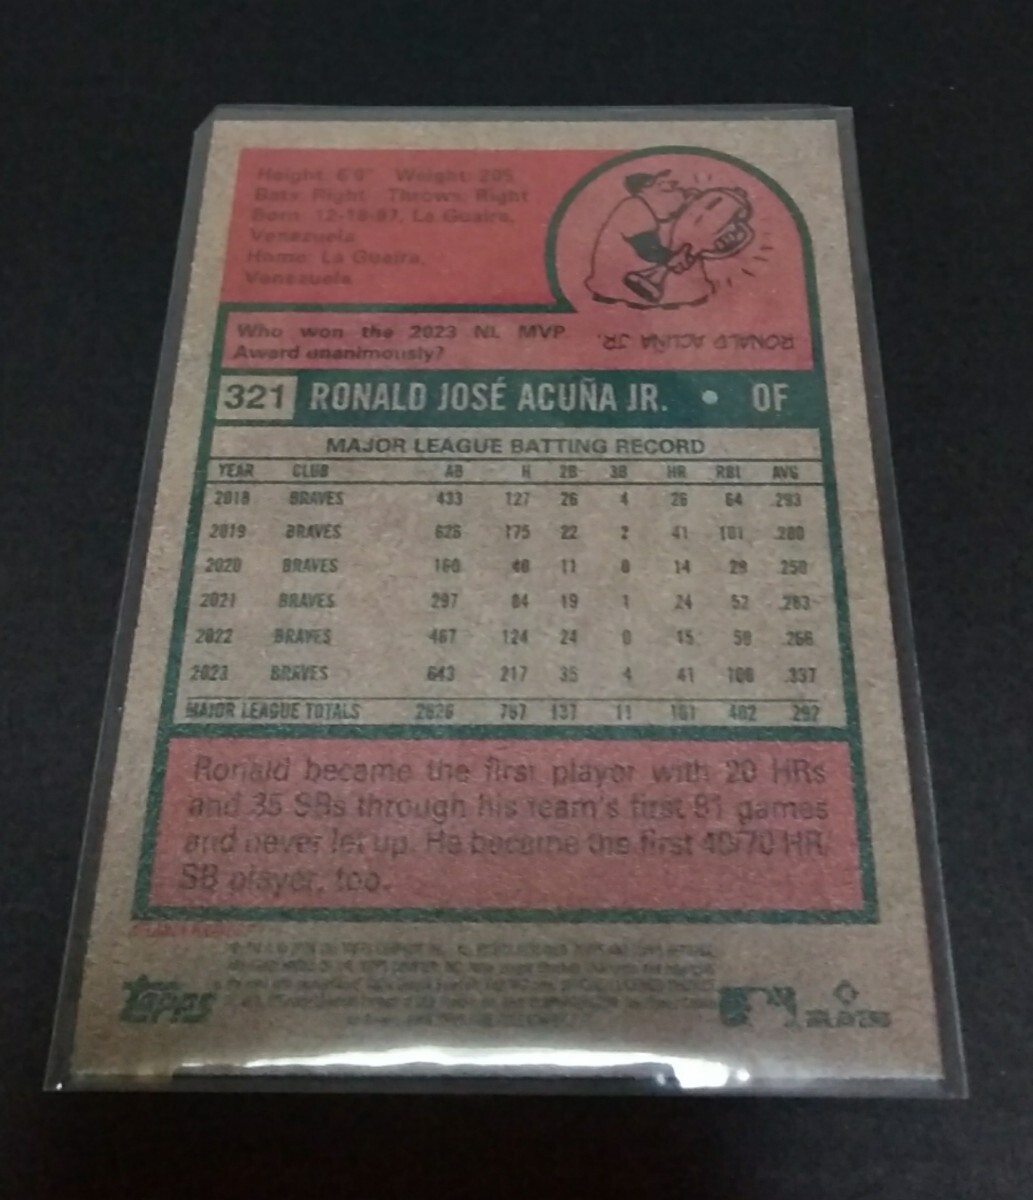 Height: 6'0" Weight: 205
Bats: Right Throws: Right
Born: 12-18-97, La Guaira,
Venezuela
Home: La Guaira,
Venezuela
Who won the 2023 NL MVP
Award unanimously?
RONALD ACUÑA JR.
321 RONALD JOSÉ ACUÑA JR. • OF
MAJOR LEAGUE BATTING RECORD
YEAR CLUB AB H 2B 3B HR RBI AVG
2018 BRAVES 433 127 26 4 26 64 .293
2019 BRAVES 626 175 22 2 41 101 .280
2020 BRAVES 160 40 11 0 14 29 .250
2021 BRAVES 297 84 19 1 24 52 .283
2022 BRAVES 467 124 24 0 15 50 .266
2023 BRAVES 643 217 35 4 41 106 .337
MAJOR LEAGUE TOTALS 2626 767 137 11 161 402 .292
Ronald became the first player with 20 HRs
and 35 SBs through his team's first 81 games
and never let up. He became the first 40/70 HR/
SB player, too.
TOPPS
PLAYERS